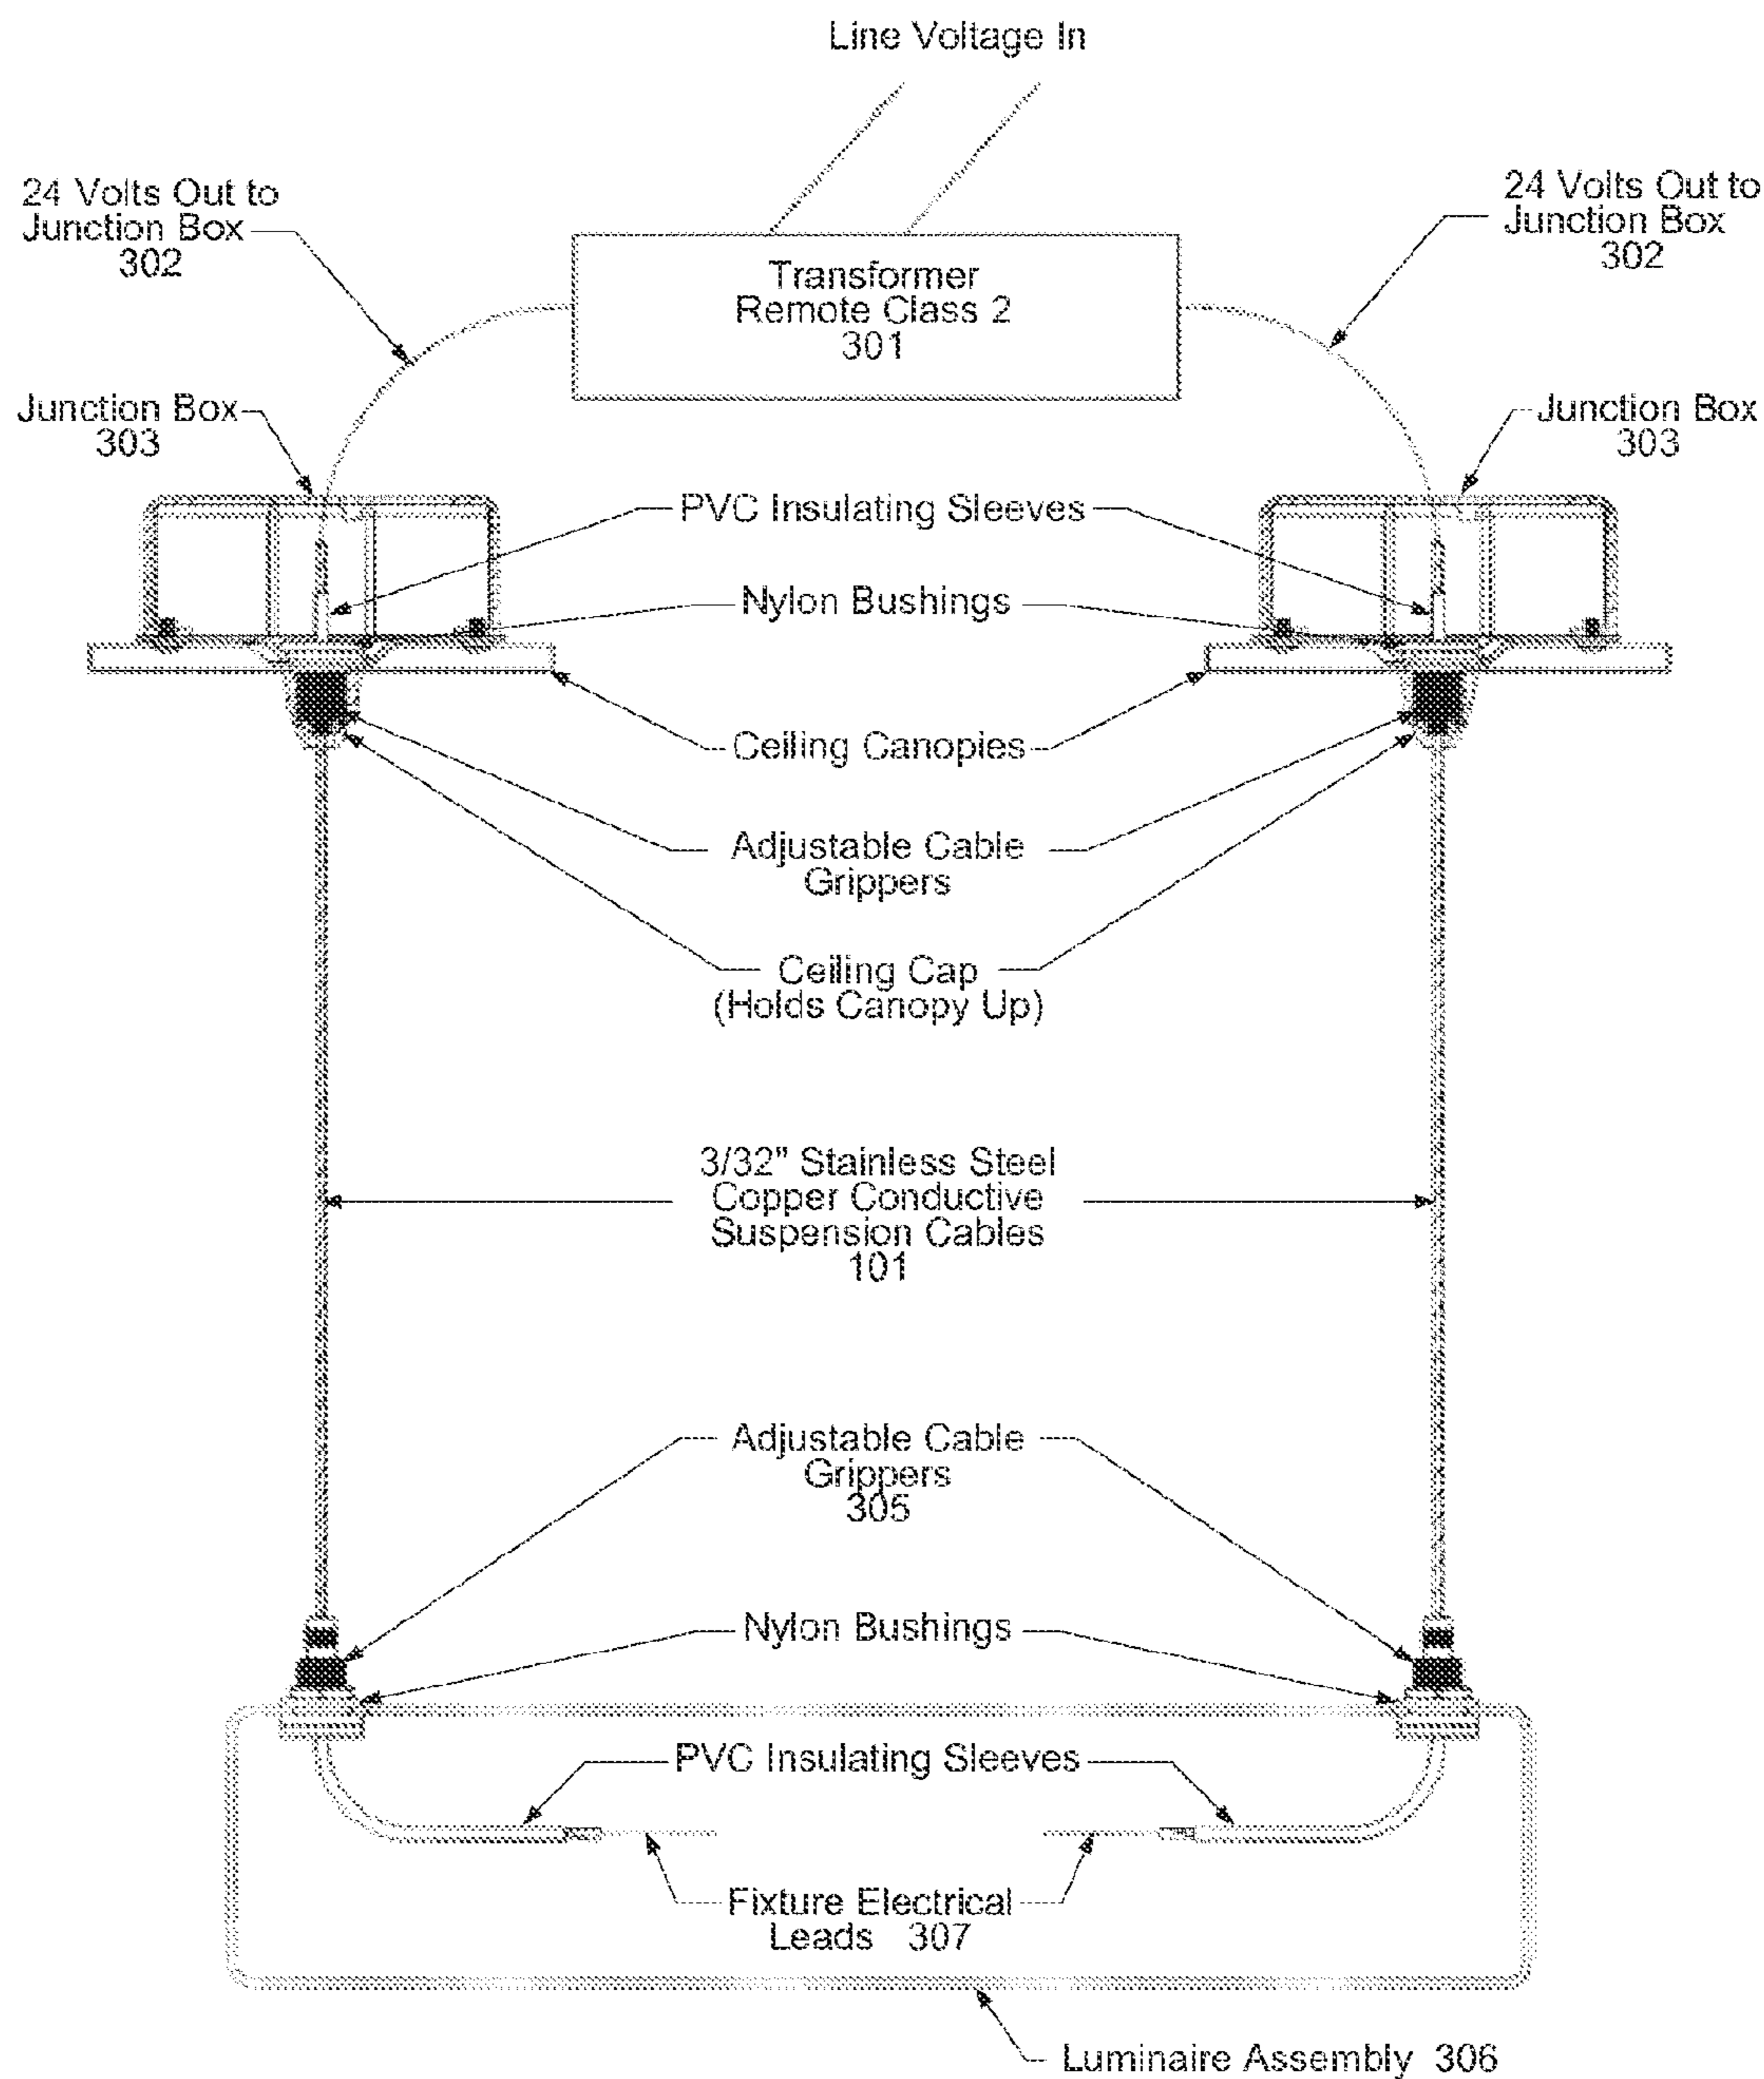 Line Voltage In
24 Volts Out to
Junction Box
302
24 Volts Out to
Junction Box
302
Transformer
Remote Class 2
301
Junction Box
303
Junction Box
303
PVC Insulating Sleeves
Nylon Bushings
Ceiling Canopies
Adjustable Cable
Grippers
Ceiling Cap
(Holds Canopy Up)
3/32" Stainless Steel
Copper Conductive
Suspension Cables
101
Adjustable Cable
Grippers
305
Nylon Bushings
PVC Insulating Sleeves
Fixture Electrical
Leads 307
Luminaire Assembly 306